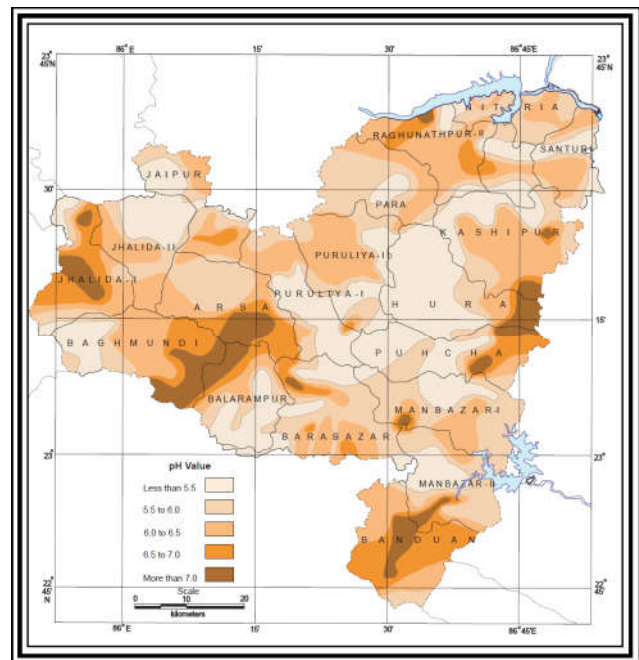 86° E
15'
30'
86° 45'E
23°
45'N
23°
45'N
NITURIA
RAGHUNATHPUR-II
SANTURI
JAIPUR
30'
30'
PARA
KASHIPUR
JHALIDA-II
PURULIYA-II
JHALIDA-I
PURULIYA-I
ARSA
HURA
15'
15'
BAGHMUNDI
PUHCHA
BALARAMPUR
MANBAZAR-I
BARABAZAR
23°
23°
pH Value
MANBAZAR-II
Less than 5.5
5.5 to 6.0
6.0 to 6.5
BANDUAN
6.5 to 7.0
More than 7.0
22°
45'
N
22°
45'
N
Scale
0
10
20
kilometers
86° E
15'
30'
86° 45'E